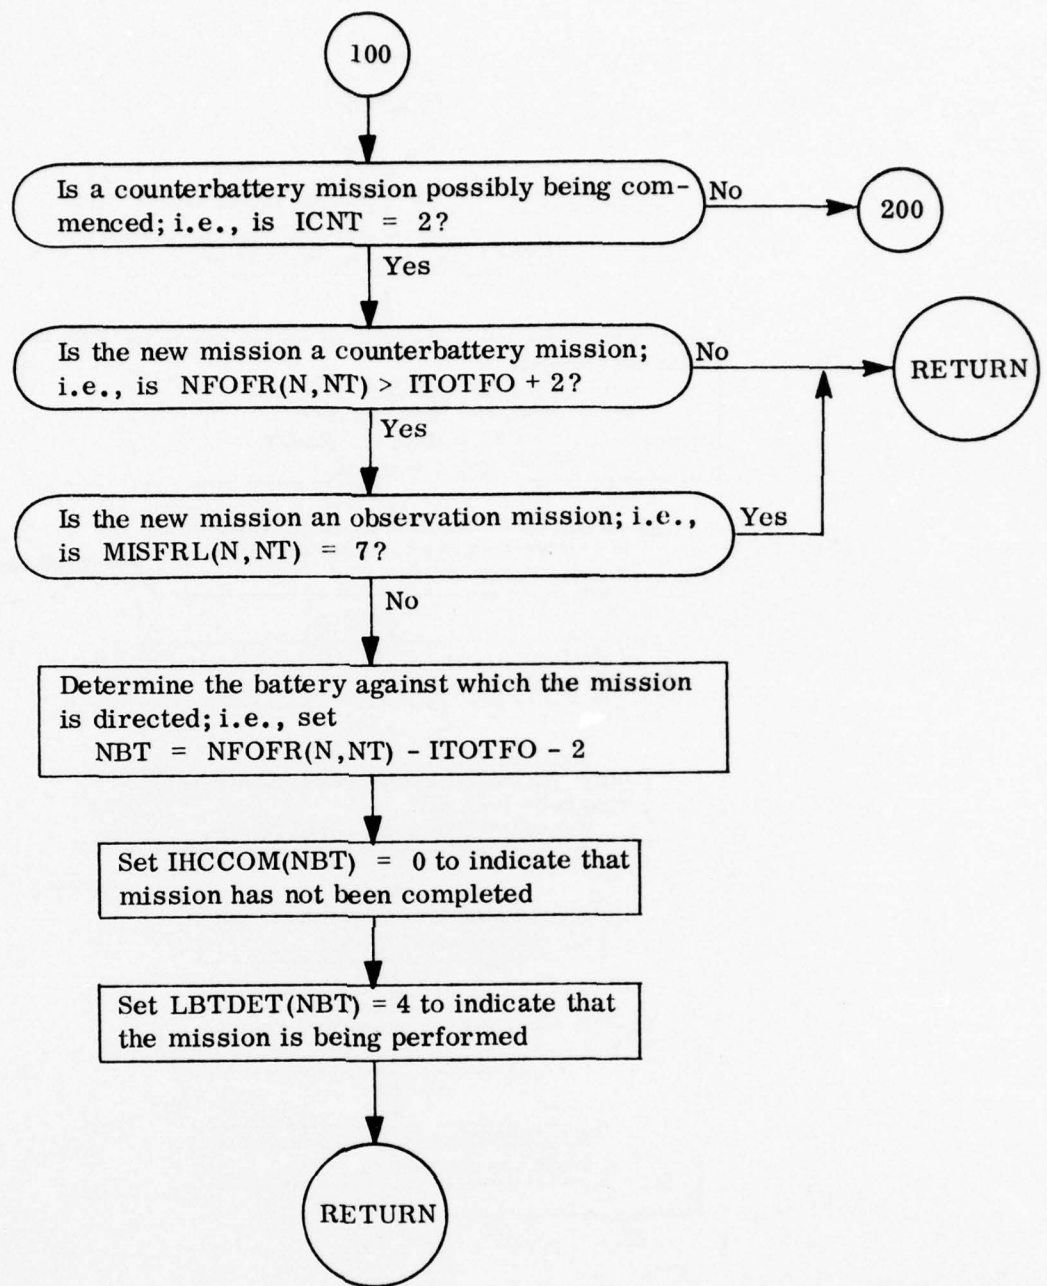 100
Is a counterbattery mission possibly being com-
menced; i.e., is ICNT = 2?
No
200
Yes
Is the new mission a counterbattery mission;
i.e., is NFOFR(N,NT) > ITOTFO + 2?
No
RETURN
Yes
Is the new mission an observation mission; i.e.,
is MISFRL(N,NT) = 7?
Yes
No
Determine the battery against which the mission
is directed; i.e., set
NBT = NFOFR(N,NT) - ITOTFO - 2
Set IHCCOM(NBT) = 0 to indicate that
mission has not been completed
Set LBTDET(NBT) = 4 to indicate that
the mission is being performed
RETURN